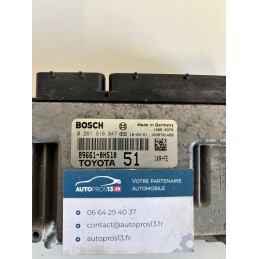 BOSCH
Made in Germany
0 261 S16 847
89661-0H510
TOYOTA
51
1KR-FE
AUTOPROS13.FR
VOTRE PARTENAIRE
AUTOMOBILE
06 64 29 40 37
contact@autopros13.fr
autopros13.fr